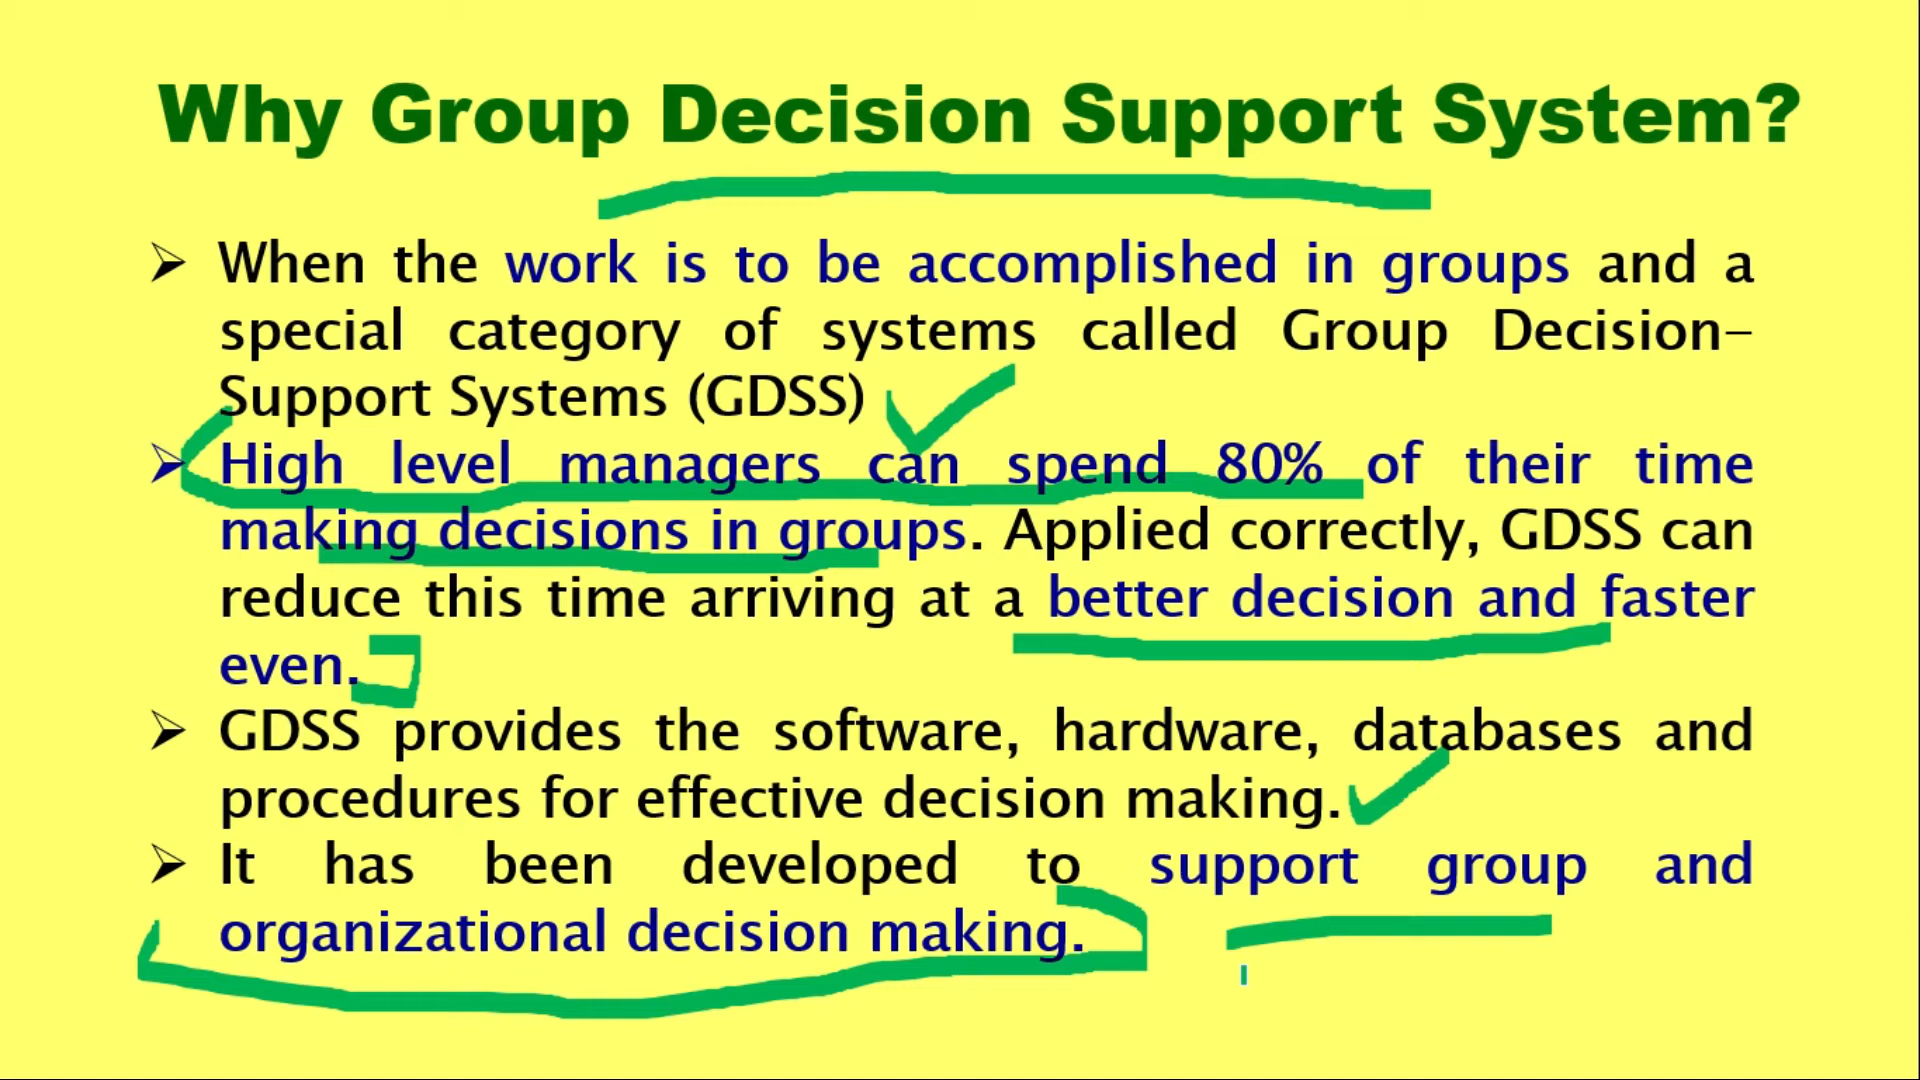 Why Group Decision Support System?
➢ When the work is to be accomplished in groups and a
special category of systems called Group Decision-
Support Systems (GDSS)
➢ High level managers can spend 80% of their time
making decisions in groups. Applied correctly, GDSS can
reduce this time arriving at a better decision and faster
even.
➢ GDSS provides the software, hardware, databases and
procedures for effective decision making.
➢ It has been developed to support group and
organizational decision making.